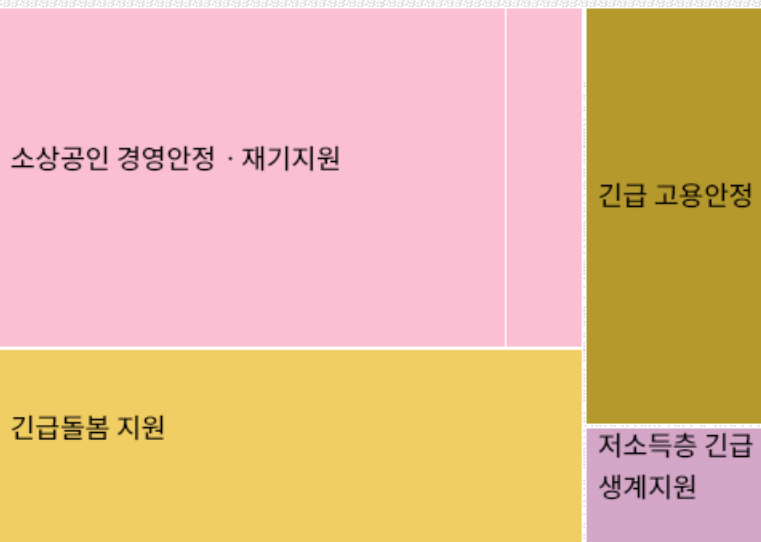 소상공인 경영안정 · 재기지원
긴급 고용안정
긴급돌봄 지원
저소득층 긴급
생계지원